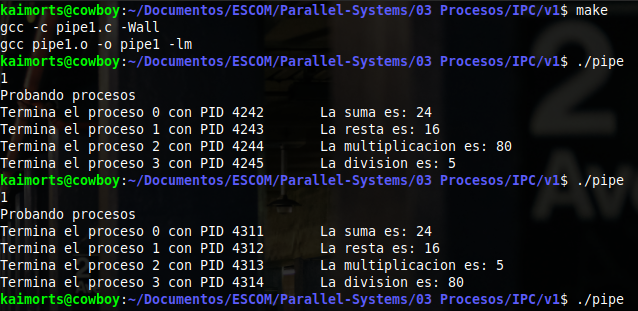 kaimorts@cowboy:~/Documentos/ESCOM/Parallel-Systems/03 Procesos/IPC/v1$ make
gcc -c pipe1.c -Wall
gcc pipe1.o -o pipe1 -lm
kaimorts@cowboy:~/Documentos/ESCOM/Parallel-Systems/03 Procesos/IPC/v1$ ./pipe
1
Probando procesos
Termina el proceso 0 con PID 4242 La suma es: 24
Termina el proceso 1 con PID 4243 La resta es: 16
Termina el proceso 2 con PID 4244 La multiplicacion es: 80
Termina el proceso 3 con PID 4245 La division es: 5
kaimorts@cowboy:~/Documentos/ESCOM/Parallel-Systems/03 Procesos/IPC/v1$ ./pipe
1
Probando procesos
Termina el proceso 0 con PID 4311 La suma es: 24
Termina el proceso 1 con PID 4312 La resta es: 16
Termina el proceso 2 con PID 4313 La multiplicacion es: 5
Termina el proceso 3 con PID 4314 La division es: 80
kaimorts@cowboy:~/Documentos/ESCOM/Parallel-Systems/03 Procesos/IPC/v1$ ./pipe
2